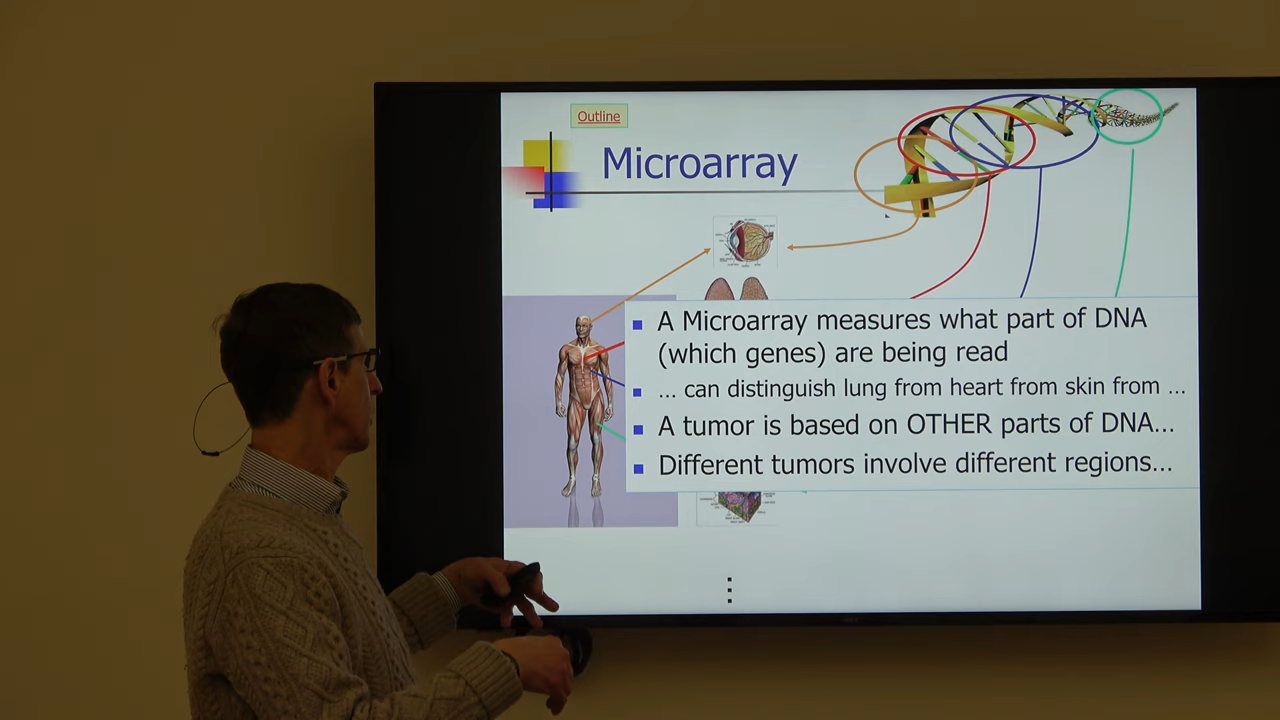 Outline
Microarray
A Microarray measures what part of DNA
(which genes) are being read
... can distinguish lung from heart from skin from ...
A tumor is based on OTHER parts of DNA...
Different tumors involve different regions...